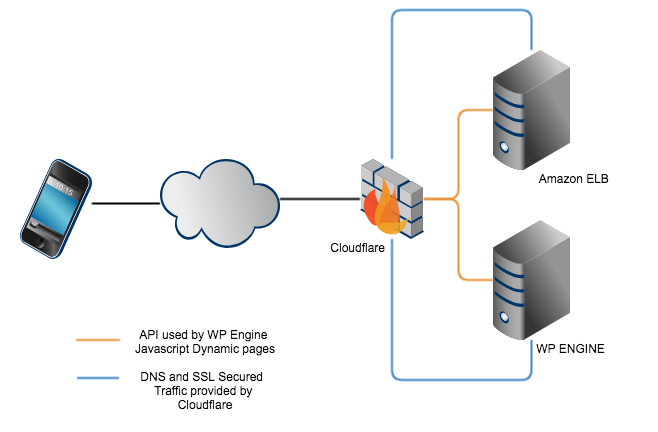 Amazon ELB
10:15
Cloudflare
WP ENGINE
API used by WP Engine
Javascript Dynamic pages
DNS and SSL Secured
Traffic provided by
Cloudflare